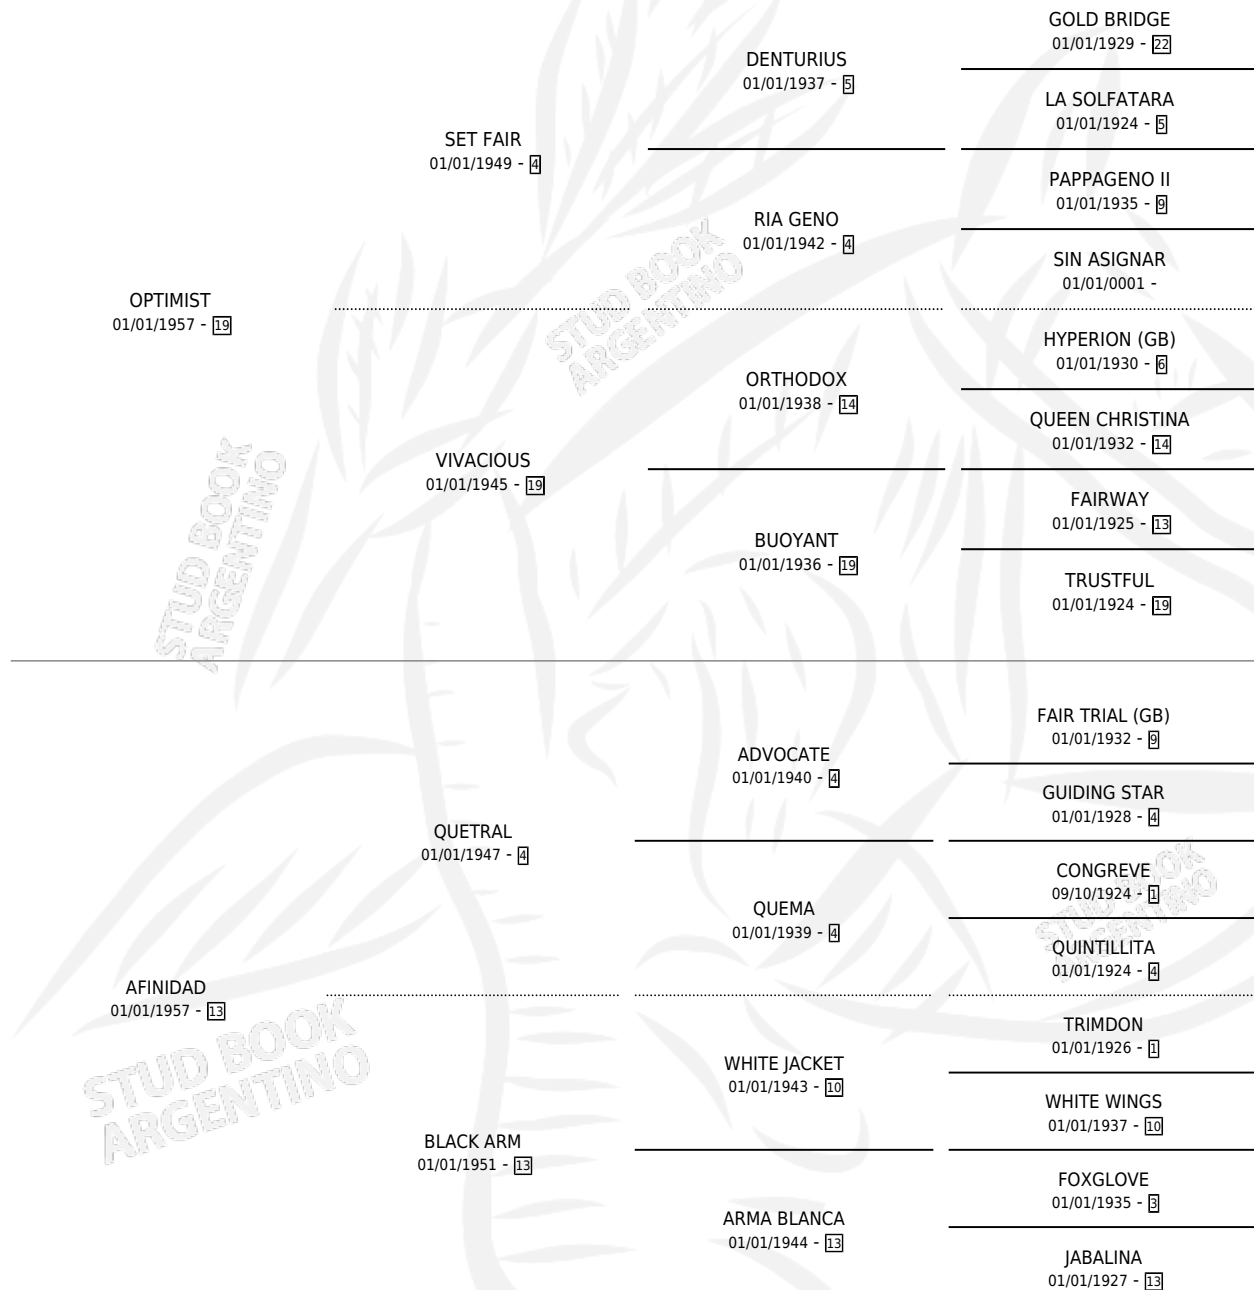 GOLD BRIDGE
01/01/1929 - 22
DENTURIUS
01/01/1937 - 5
LA SOLFATARA
01/01/1924 - 5
SET FAIR
01/01/1949 - 4
PAPPAGENO II
01/01/1935 - 9
RIA GENO
01/01/1942 - 4
SIN ASIGNAR
01/01/0001 -
OPTIMIST
01/01/1957 - 19
HYPERION (GB)
01/01/1930 - 6
ORTHODOX
01/01/1938 - 14
QUEEN CHRISTINA
01/01/1932 - 14
VIVACIOUS
01/01/1945 - 19
FAIRWAY
01/01/1925 - 13
BUOYANT
01/01/1936 - 19
TRUSTFUL
01/01/1924 - 19
FAIR TRIAL (GB)
01/01/1932 - 9
ADVOCATE
01/01/1940 - 4
GUIDING STAR
01/01/1928 - 4
QUETRAL
01/01/1947 - 4
CONGREVE
09/10/1924 - 1
QUEMA
01/01/1939 - 4
QUINTILLITA
01/01/1924 - 4
AFINIDAD
01/01/1957 - 13
TRIMDON
01/01/1926 - 1
WHITE JACKET
01/01/1943 - 10
WHITE WINGS
01/01/1937 - 10
BLACK ARM
01/01/1951 - 13
FOXGLOVE
01/01/1935 - 3
ARMA BLANCA
01/01/1944 - 13
JABALINA
01/01/1927 - 13
STUD BOOK
ARGENTINO
STUD BOOK
ARGENTINO
STUD BOOK
ARGENTINO
STUD BOOK
ARGENTINO